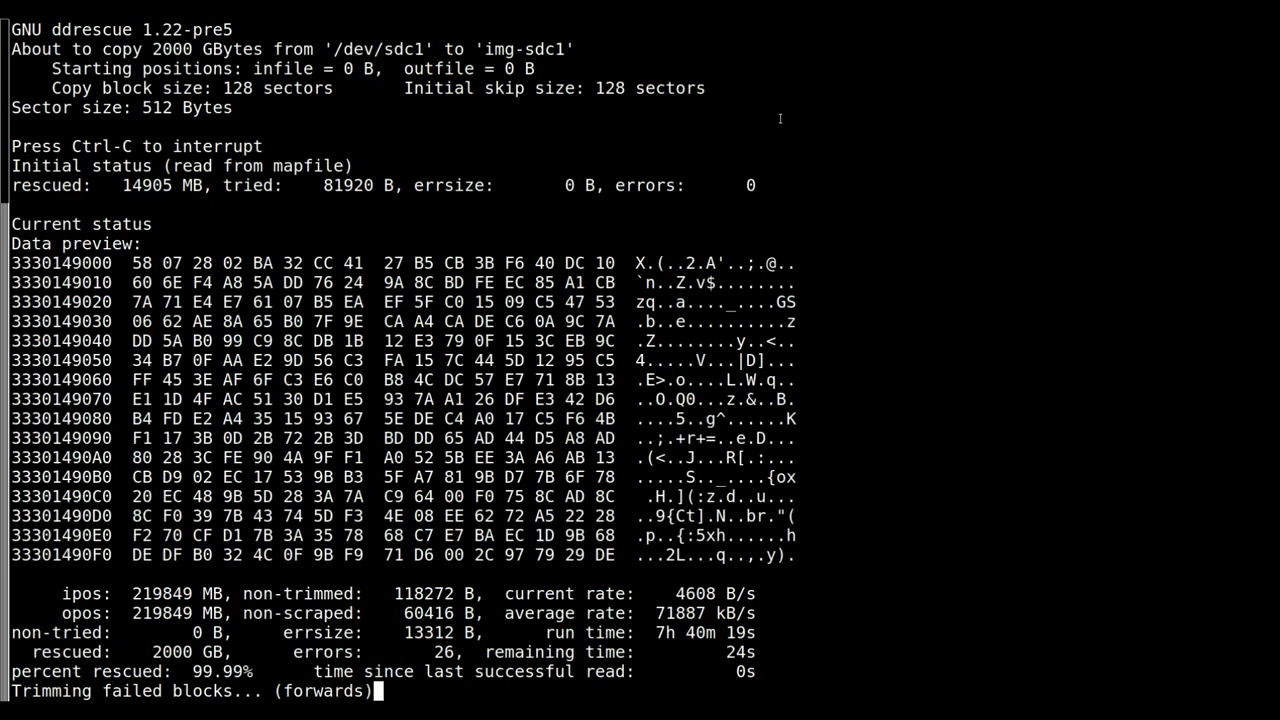 GNU ddrescue 1.22-pre5
About to copy 2000 GBytes from '/dev/sdc1' to 'img-sdc1'
    Starting positions: infile = 0 B,  outfile = 0 B
    Copy block size: 128 sectors       Initial skip size: 128 sectors
Sector size: 512 Bytes
Press Ctrl-C to interrupt
Initial status (read from mapfile)
rescued:   14905 MB, tried:    81920 B, errsize:       0 B, errors:      0
Current status
Data preview:
3330149000  58 07 28 02 BA 32 CC 41  27 B5 CB 3B F6 40 DC 10  X.(..2.A'..;.@..
3330149010  60 6E F4 A8 5A DD 76 24  9A 8C BD FE EC 85 A1 CB  `n..Z.v$........
3330149020  7A 71 E4 E7 61 07 B5 EA  EF 5F C0 15 09 C5 47 53  zq..a...._....GS
3330149030  06 62 AE 8A 65 B0 7F 9E  CA A4 CA DE C6 0A 9C 7A  .b..e..........z
3330149040  DD 5A B0 99 C9 8C DB 1B  12 E3 79 0F 15 3C EB 9C  .Z........y..<..
3330149050  34 B7 0F AA E2 9D 56 C3  FA 15 7C 44 5D 12 95 C5  4.....V...|D]...
3330149060  FF 45 3E AF 6F C3 E6 C0  B8 4C DC 57 E7 71 8B 13  .E>.o....L.W.q..
3330149070  E1 1D 4F AC 51 30 D1 E5  93 7A A1 26 DF E3 42 D6  ..O.Q0...z.&..B.
3330149080  B4 FD E2 A4 35 15 93 67  5E DE C4 A0 17 C5 F6 4B  ....5..g^......K
3330149090  F1 17 3B 0D 2B 72 2B 3D  BD DD 65 AD 44 D5 A8 AD  ..;.+r+=..e.D...
33301490A0  80 28 3C FE 90 4A 9F F1  A0 52 5B EE 3A A6 AB 13  .(<..J...R[.:...
33301490B0  CB D9 02 EC 17 53 9B B3  5F A7 81 9B D7 7B 6F 78  .....S.._....{ox
33301490C0  20 EC 48 9B 5D 28 3A 7A  C9 64 00 F0 75 8C AD 8C   .H.](:z.d..u...
33301490D0  8C F0 39 7B 43 74 5D F3  4E 08 EE 62 72 A5 22 28  ..9{Ct].N..br."(
33301490E0  F2 70 CF D1 7B 3A 35 78  68 C7 E7 BA EC 1D 9B 68  .p..{:5xh......h
33301490F0  DE DF B0 32 4C 0F 9B F9  71 D6 00 2C 97 79 29 DE  ...2L...q..,.y).
     ipos:  219849 MB, non-trimmed:   118272 B,  current rate:    4608 B/s
     opos:  219849 MB, non-scraped:    60416 B,  average rate:  71887 kB/s
non-tried:        0 B,     errsize:    13312 B,      run time:  7h 40m 19s
  rescued:    2000 GB,      errors:       26,  remaining time:         24s
percent rescued:  99.99%      time since last successful read:          0s
Trimming failed blocks... (forwards)